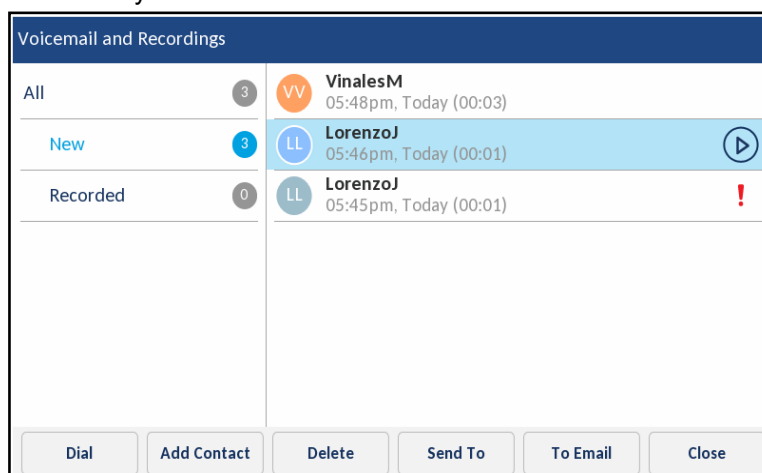 Voicemail and Recordings
All 3
New 3
Recorded 0
VV VinalesM
05:48pm, Today (00:03)
LL LorenzoJ
05:46pm, Today (00:01)
LL LorenzoJ
05:45pm, Today (00:01)
!
Dial Add Contact Delete Send To To Email Close